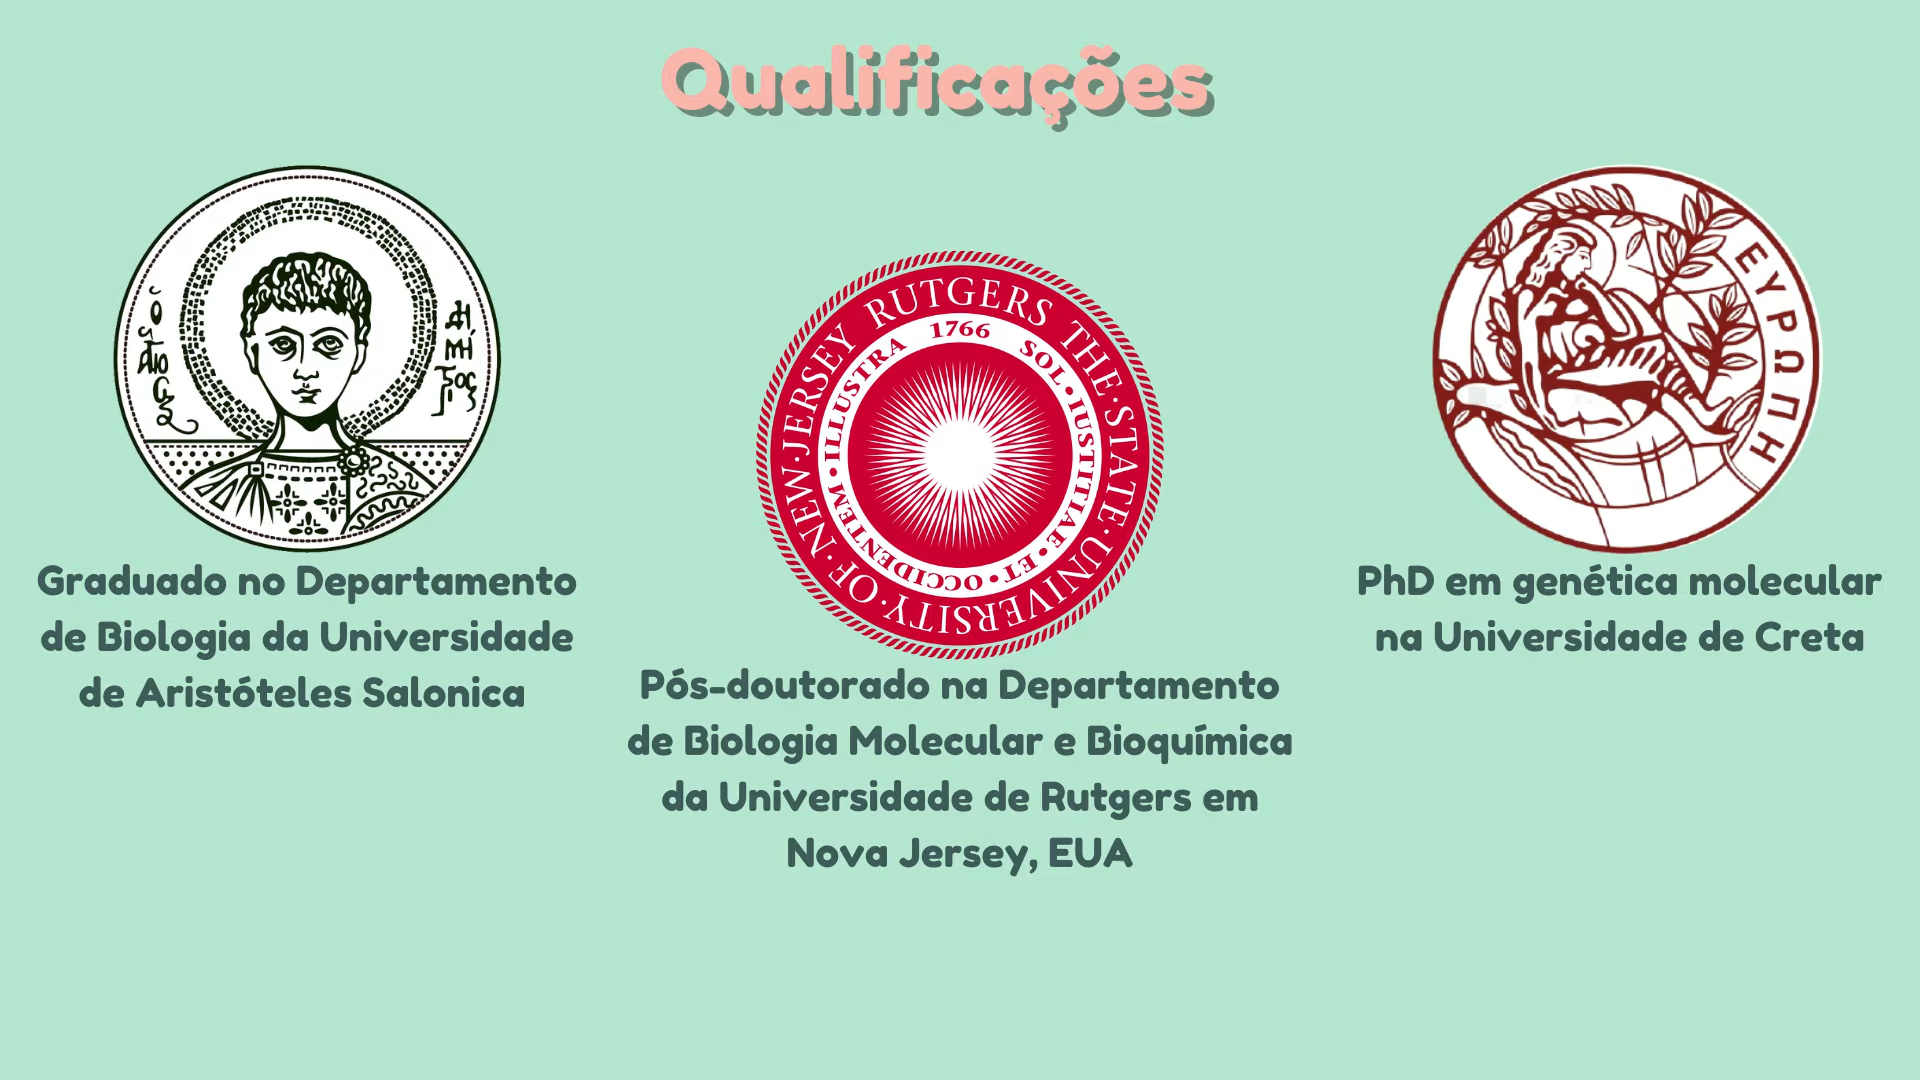 Qualificações
Graduado no Departamento
de Biologia da Universidade
de Aristóteles Salonica
RUTGERS THE·STATE·UNIVERSITY·OF·NEW·JERSEY
1766
SOL·IUSTITIAE·ET·OCCIDENTEM·ILLUSTRA
Pós-doutorado na Departamento
de Biologia Molecular e Bioquímica
da Universidade de Rutgers em
Nova Jersey, EUA
ΕΥΡΩΠΗ
PhD em genética molecular
na Universidade de Creta